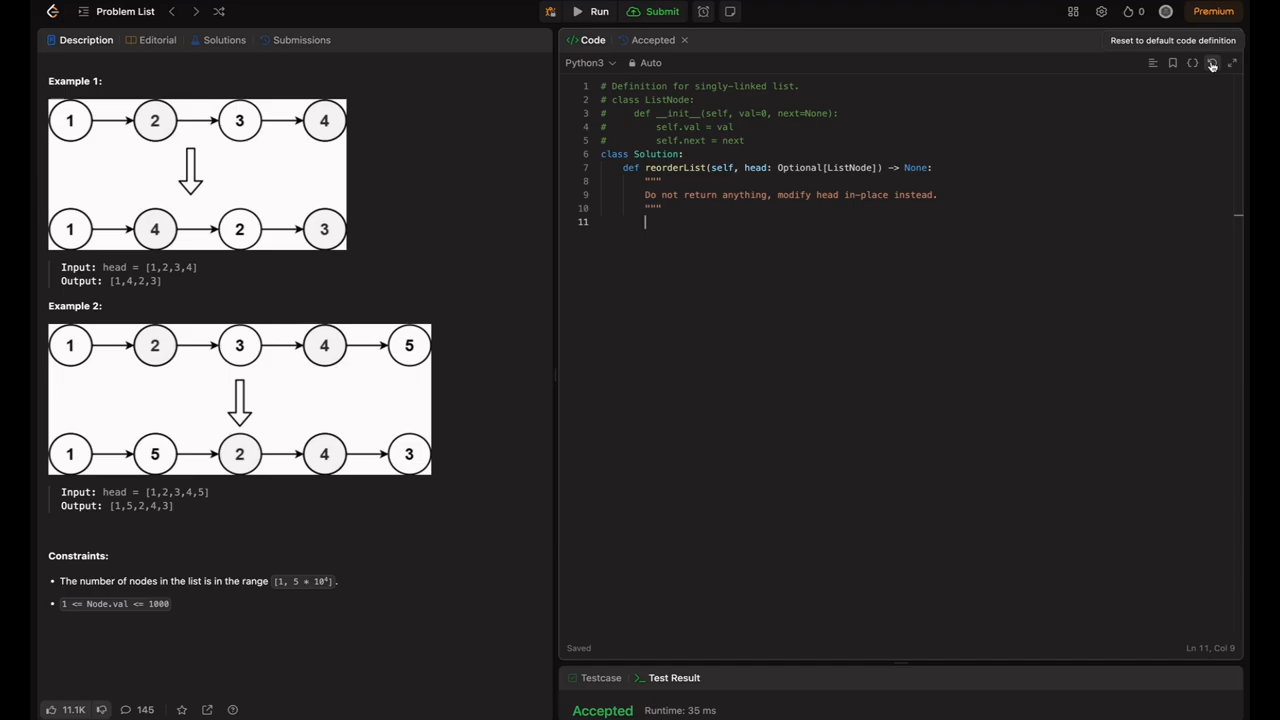 Problem List
Run
Submit
0
Premium
Description
Editorial
Solutions
Submissions
Example 1:
1 2 3 4
1 4 2 3
Input: head = [1,2,3,4]
Output: [1,4,2,3]
Example 2:
1 2 3 4 5
1 5 2 4 3
Input: head = [1,2,3,4,5]
Output: [1,5,2,4,3]
Constraints:
• The number of nodes in the list is in the range [1, 5 * 10⁴].
• 1 <= Node.val <= 1000
11.1K
145
</> Code
Accepted ×
Reset to default code definition
Python3
Auto
1 # Definition for singly-linked list.
2 # class ListNode:
3 #     def __init__(self, val=0, next=None):
4 #         self.val = val
5 #         self.next = next
6 class Solution:
7     def reorderList(self, head: Optional[ListNode]) -> None:
8         """
9         Do not return anything, modify head in-place instead.
10         """
11
Saved
Ln 11, Col 9
Testcase
>_ Test Result
Accepted
Runtime: 35 ms